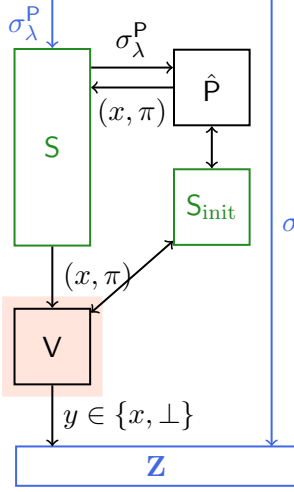 σ_λ^P
σ_λ^P
P̂
(x, π)
S
S_init
σ
(x, π)
V
y ∈ {x, ⊥}
Z